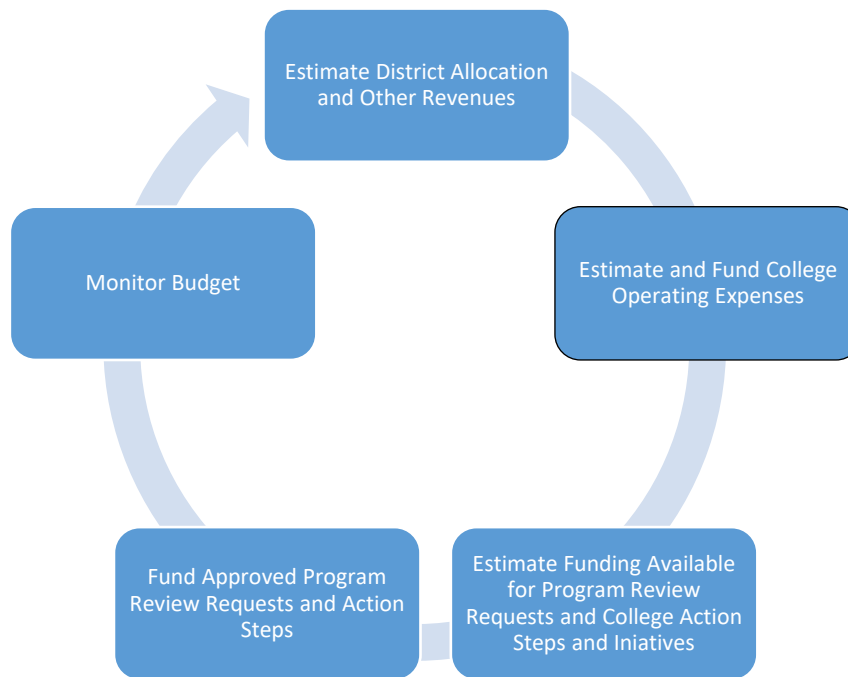 Estimate District Allocation
and Other Revenues
Estimate and Fund College
Operating Expenses
Estimate Funding Available
for Program Review
Requests and College Action
Steps and Iniatives
Fund Approved Program
Review Requests and Action
Steps
Monitor Budget